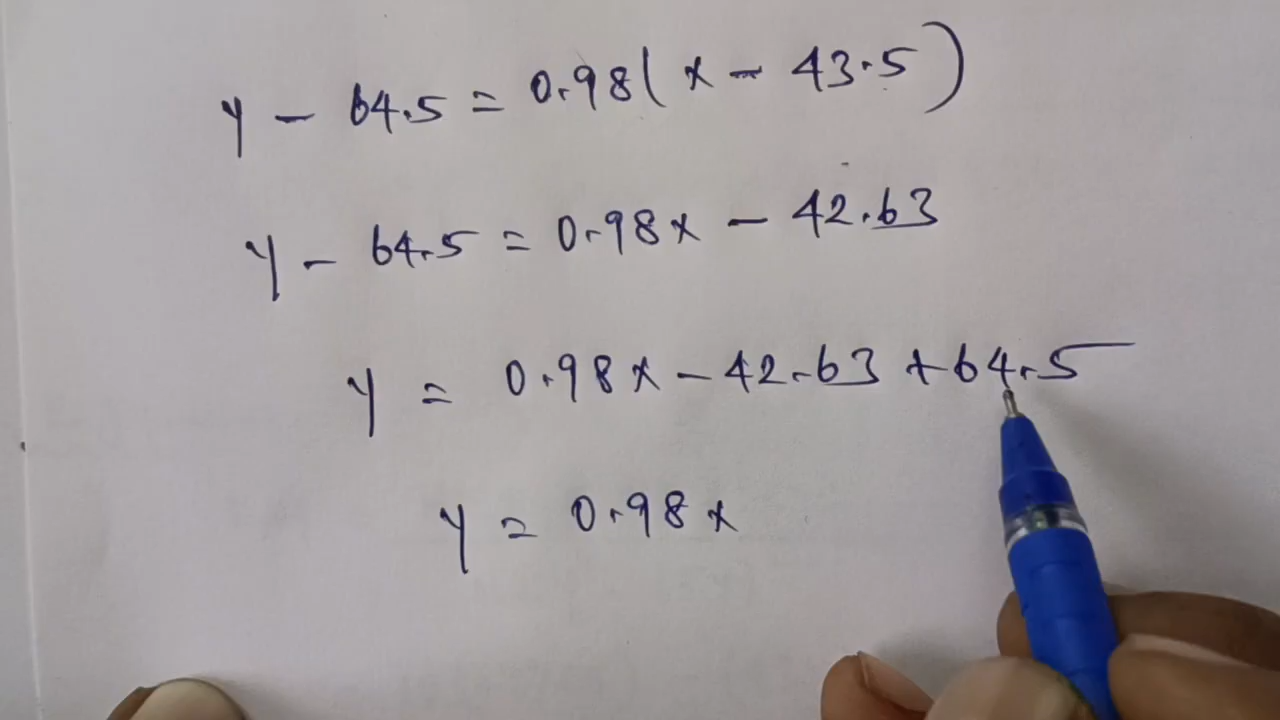 y - 64.5 = 0.98(x - 43.5)
y - 64.5 = 0.98x - 42.63
y = 0.98x - 42.63 + 64.5
y = 0.98x